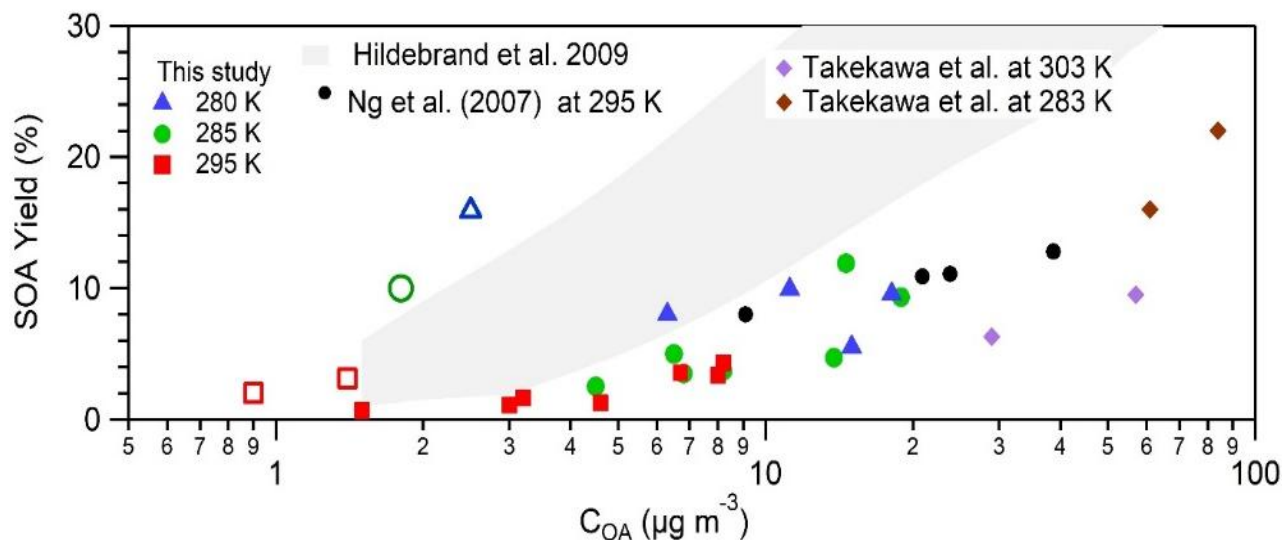 30
20
10
0
SOA Yield (%)
This study
280 K
285 K
295 K
Hildebrand et al. 2009
Ng et al. (2007) at 295 K
Takekawa et al. at 303 K
Takekawa et al. at 283 K
5 6 7 8 9 2 3 4 5 6 7 8 9 2 3 4 5 6 7 8 9
1 10 100
C_OA (µg m⁻³)